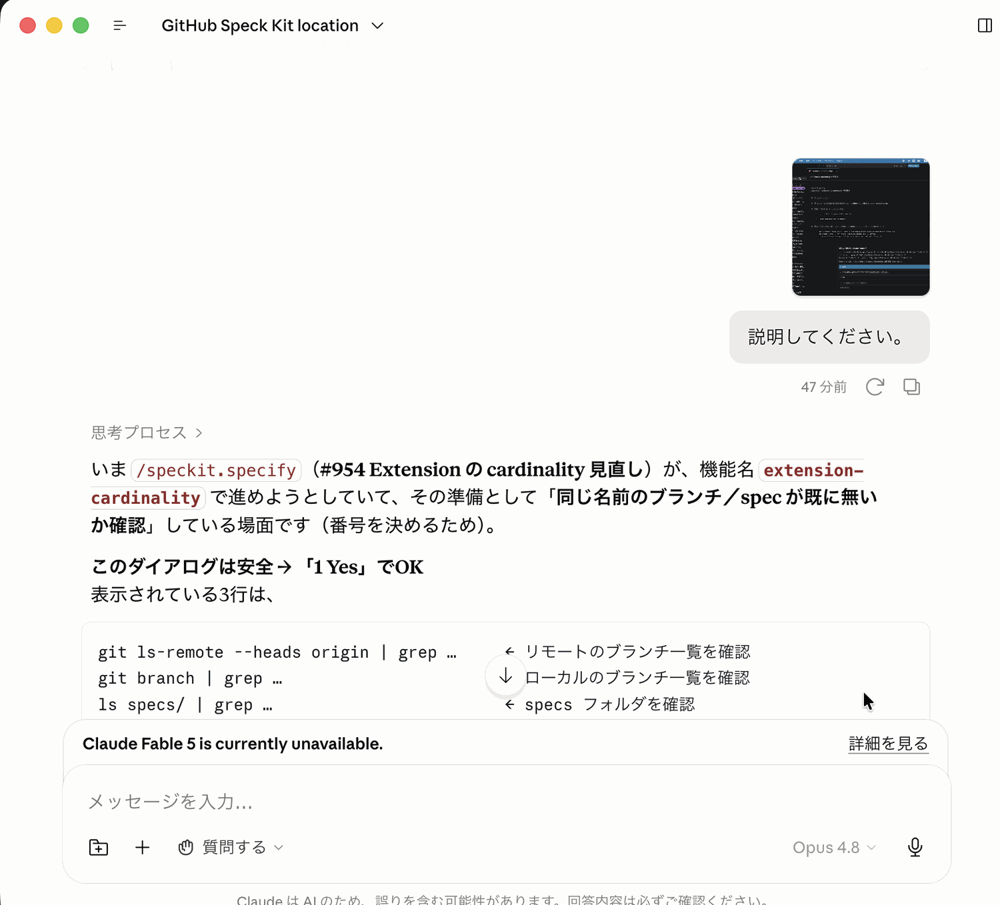 GitHub Speck Kit location
説明してください。
47 分前
思考プロセス
いま /speckit.specify（#954 Extension の cardinality 見直し）が、機能名 extension-
cardinality で進めようとしていて、その準備として「同じ名前のブランチ／spec が既に無い
か確認」している場面です（番号を決めるため）。
このダイアログは安全→「1 Yes」でOK
表示されている3行は、
git ls-remote --heads origin | grep … ← リモートのブランチ一覧を確認
git branch | grep … ローカルのブランチ一覧を確認
ls specs/ | grep … ← specs フォルダを確認
Claude Fable 5 is currently unavailable.
詳細を見る
メッセージを入力...
質問する
Opus 4.8
Claude は AI のため、誤りを含む可能性があります。回答内容は必ずご確認ください。